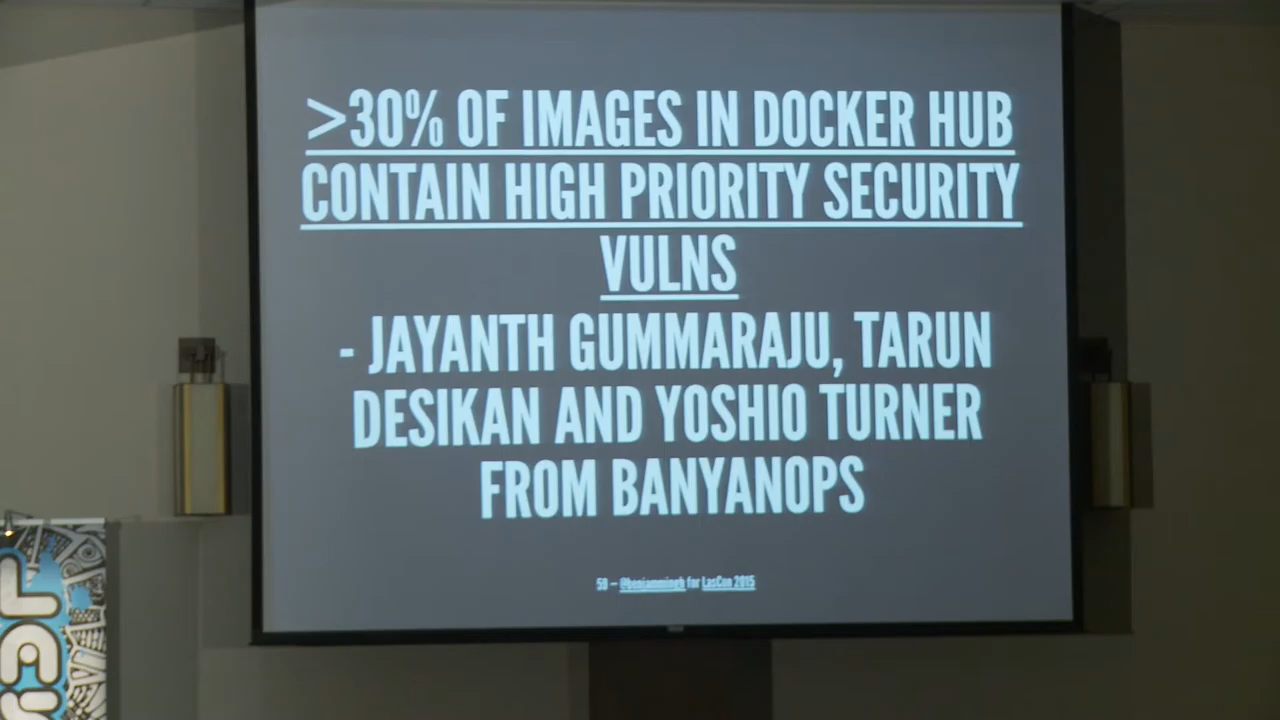 >30% OF IMAGES IN DOCKER HUB
CONTAIN HIGH PRIORITY SECURITY
VULNS
- JAYANTH GUMMARAJU, TARUN
DESIKAN AND YOSHIO TURNER
FROM BANYANOPS
59 — @benjammingh for LasCon 2015